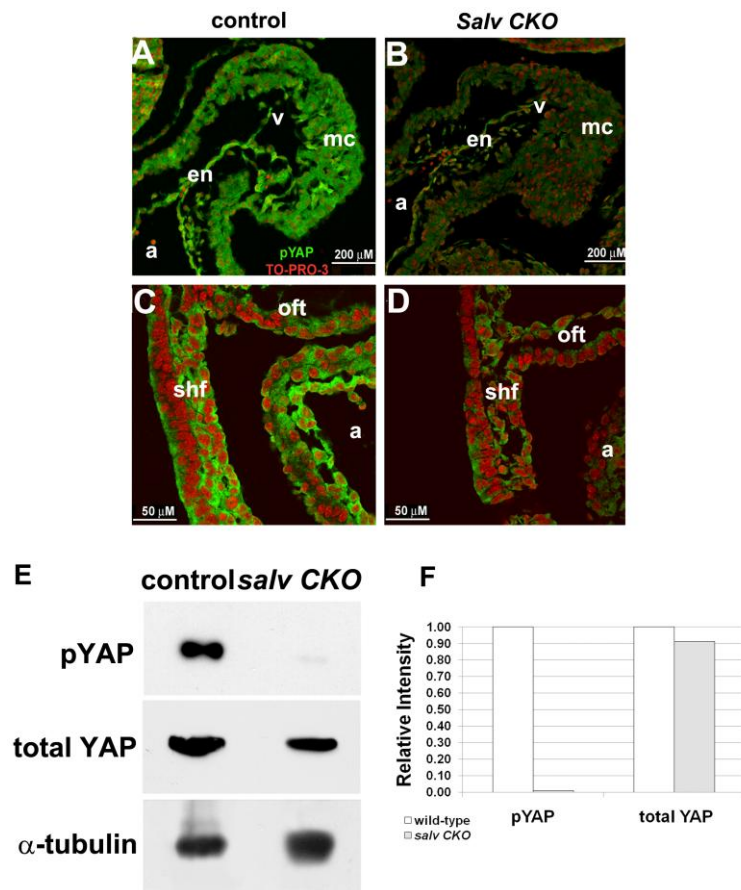 control Salv CKO
A
v
mc
en
a
pYAP
TO-PRO-3
200 µM
B
v
mc
en
a
200 µM
C
oft
shf
a
50 µM
D
oft
shf
a
50 µM
E
control salv CKO
pYAP
total YAP
α-tubulin
F
Relative Intensity
1.00
0.90
0.80
0.70
0.60
0.50
0.40
0.30
0.20
0.10
0.00
pYAP total YAP
wild-type
salv CKO